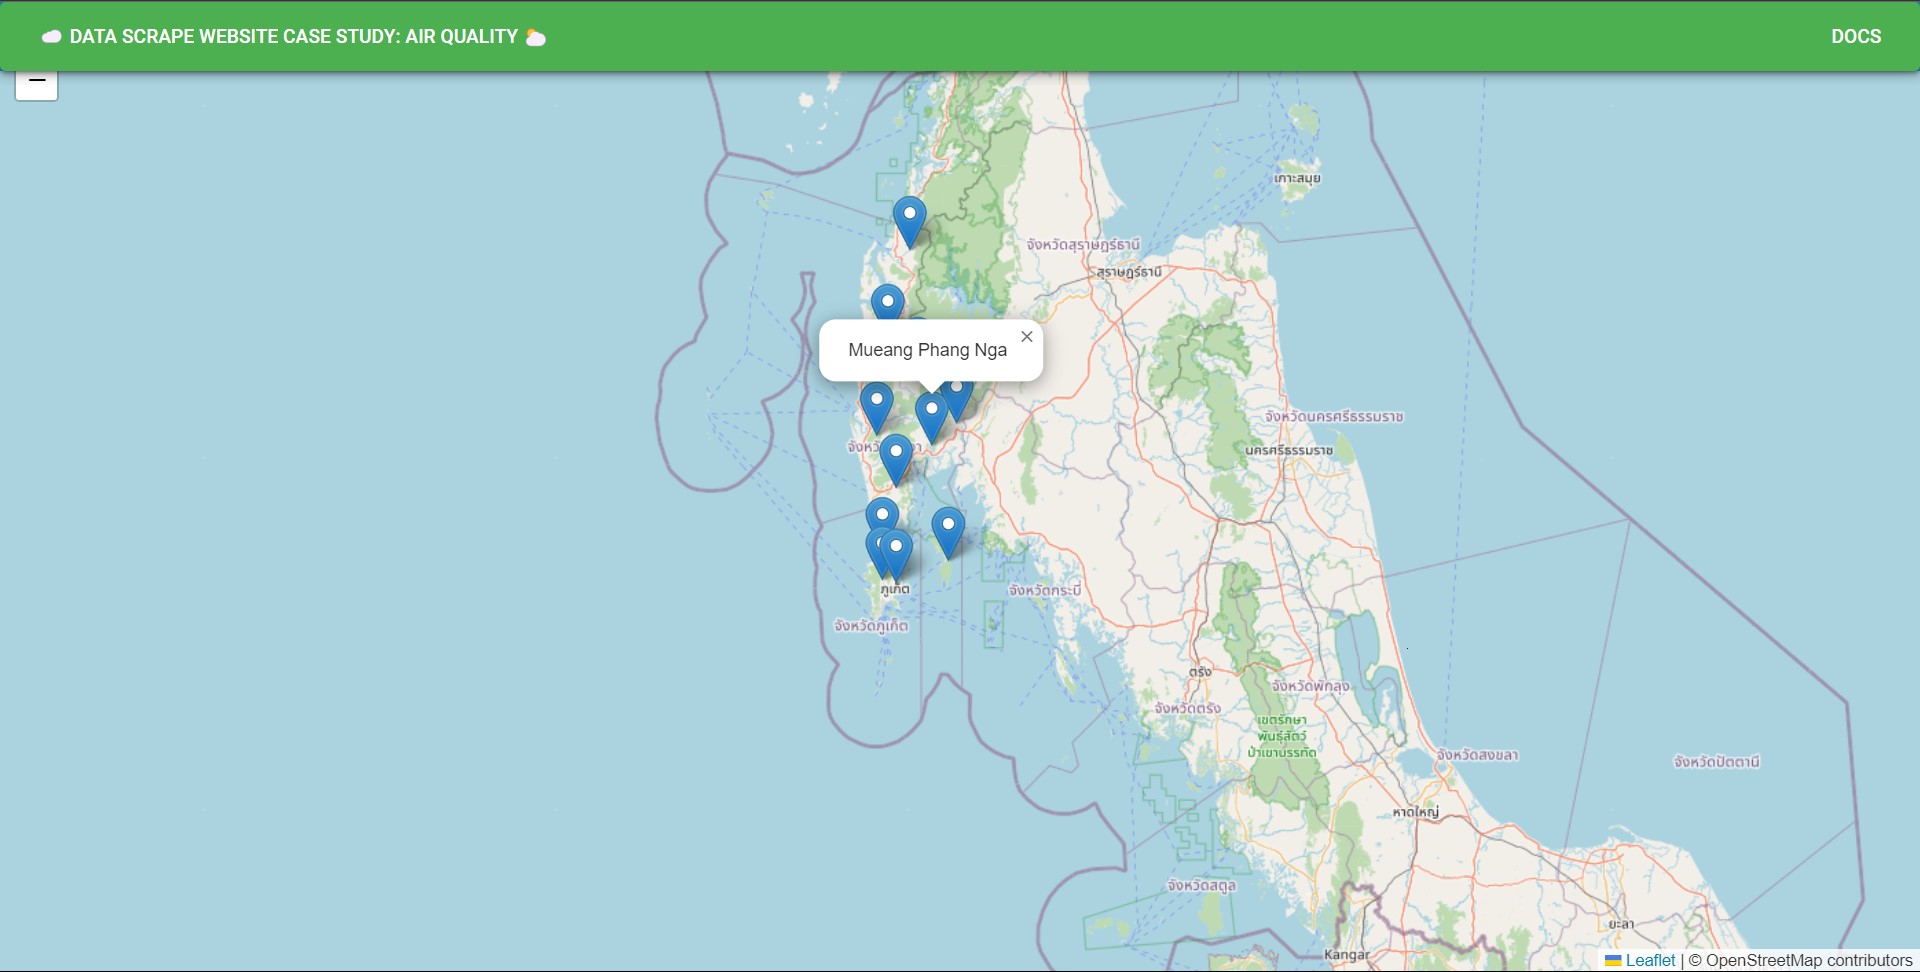 DATA SCRAPE WEBSITE CASE STUDY: AIR QUALITY
DOCS
−
เกาะสมุย
จังหวัดสุราษฎร์ธานี
สุราษฎร์ธานี
Mueang Phang Nga
×
จังหวัดนครศรีธรรมราช
นครศรีธรรมราช
ภูเก็ต
จังหวัดกระบี่
จังหวัดภูเก็ต
ตรัง
จังหวัดพัทลุง
จังหวัดตรัง
เขตรักษา
พันธุ์สัตว์
ป่าเขาบรรทัด
จังหวัดสงขลา
จังหวัดปัตตานี
หาดใหญ่
จังหวัดสตูล
ยะลา
Kangar
Leaflet | © OpenStreetMap contributors